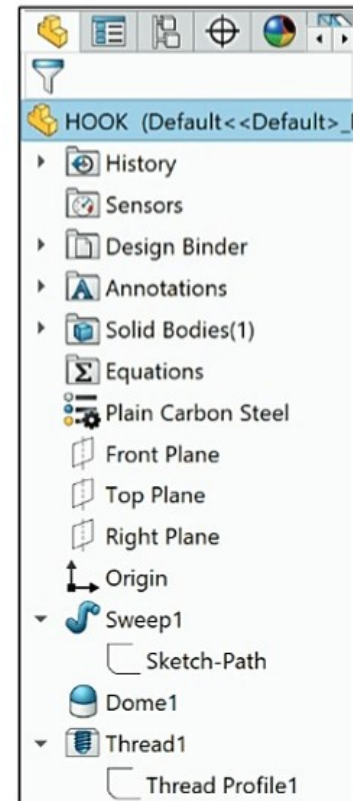 HOOK (Default<<Default>_
History
Sensors
Design Binder
Annotations
Solid Bodies(1)
Equations
Plain Carbon Steel
Front Plane
Top Plane
Right Plane
Origin
Sweep1
Sketch-Path
Dome1
Thread1
Thread Profile1